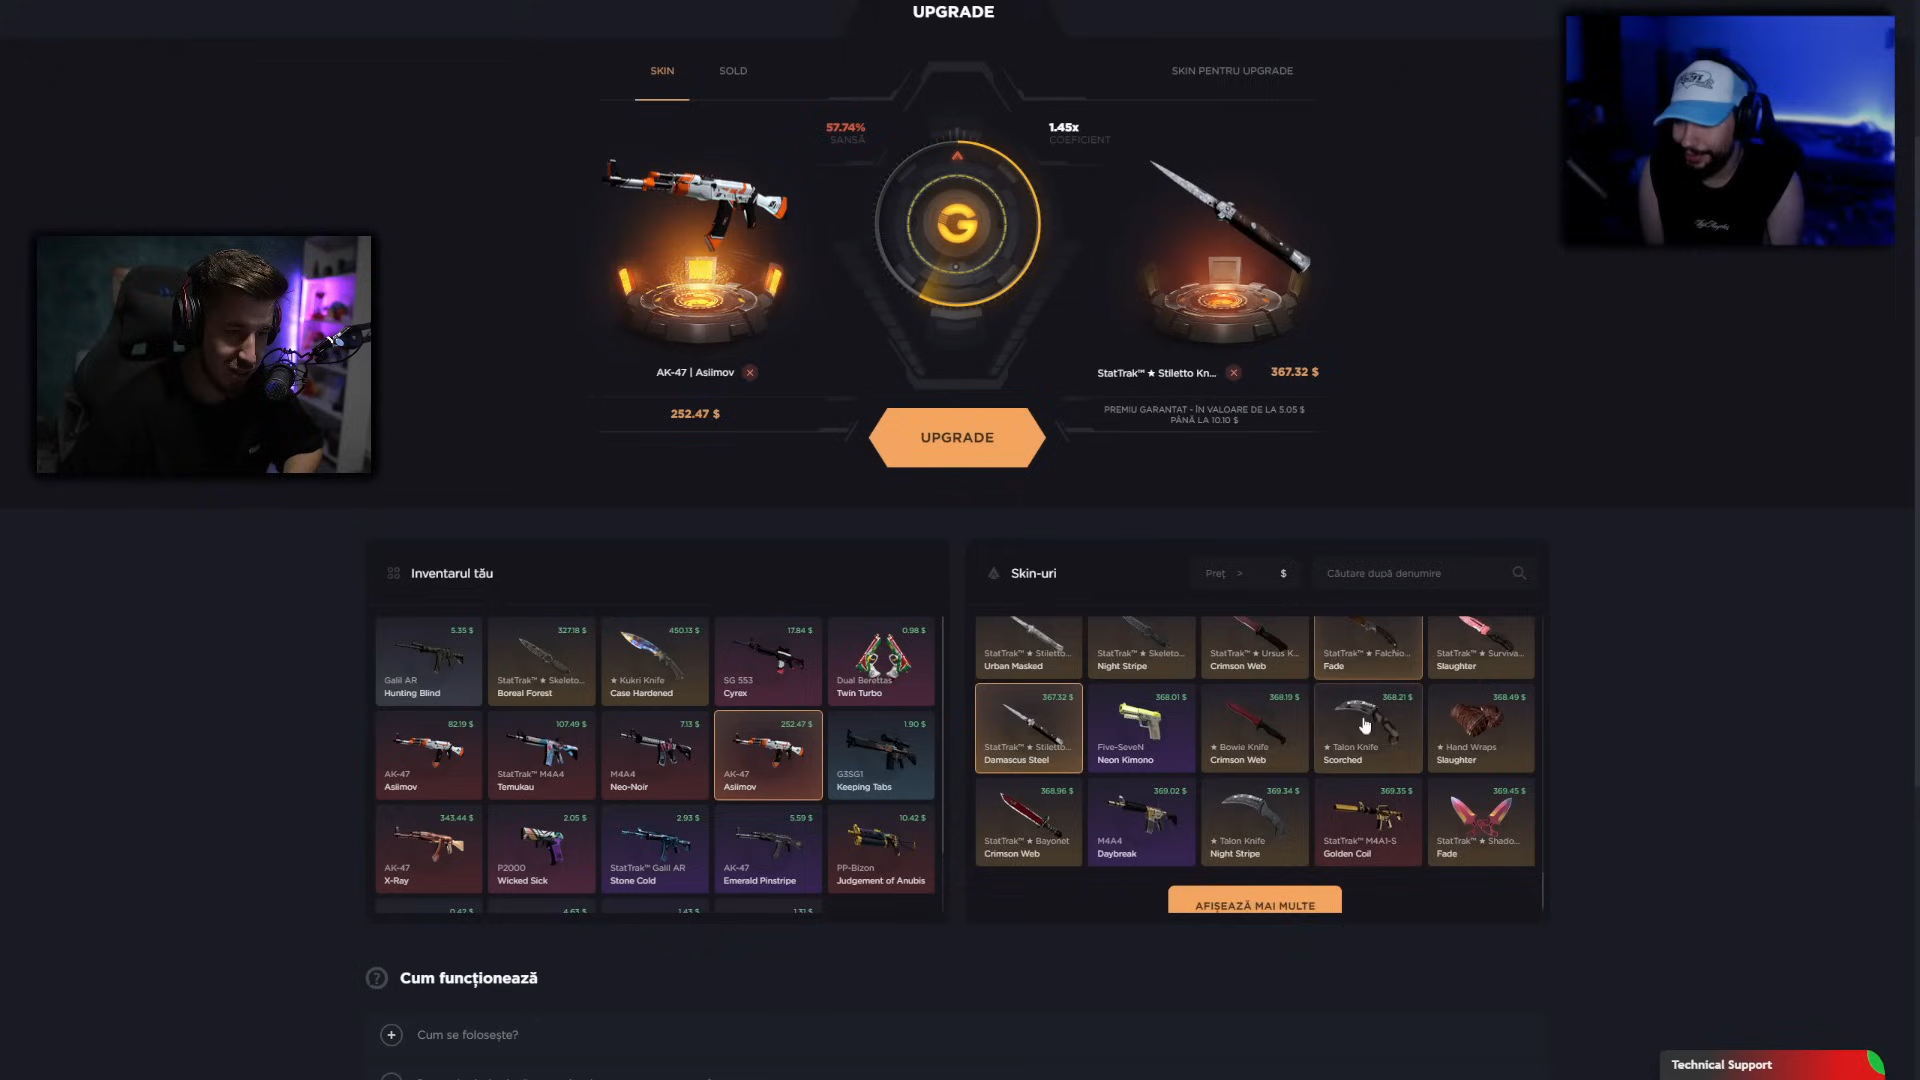 UPGRADE
SKIN
SOLD
SKIN PENTRU UPGRADE
57.74%
SANSĂ
1.45x
COEFICIENT
AK-47 | Asiimov
StatTrak™ ★ Stiletto Kn...
367.32 $
252.47 $
PREMIU GARANTAT - ÎN VALOARE DE LA 5.05 $
PÂNĂ LA 10.10 $
UPGRADE
Inventarul tău
5.35 $
Galil AR
Hunting Blind
327.18 $
StatTrak™ ★ Skeleto...
Boreal Forest
450.13 $
★ Kukri Knife
Case Hardened
17.84 $
SG 553
Cyrex
0.98 $
Dual Berettas
Twin Turbo
82.19 $
AK-47
Asiimov
107.49 $
StatTrak™ M4A4
Temukau
7.13 $
M4A4
Neo-Noir
252.47 $
AK-47
Asiimov
1.90 $
G3SG1
Keeping Tabs
343.44 $
AK-47
X-Ray
2.05 $
P2000
Wicked Sick
2.93 $
StatTrak™ Galil AR
Stone Cold
5.59 $
AK-47
Emerald Pinstripe
10.42 $
PP-Bizon
Judgement of Anubis
0.42 $
4.63 $
1.43 $
1.31 $
Skin-uri
Preț >
$
Căutare după denumire
StatTrak™ ★ Stiletto...
Urban Masked
StatTrak™ ★ Skeleto...
Night Stripe
StatTrak™ ★ Ursus K...
Crimson Web
StatTrak™ ★ Falchio...
Fade
StatTrak™ ★ Surviva...
Slaughter
367.32 $
StatTrak™ ★ Stiletto...
Damascus Steel
368.01 $
Five-SeveN
Neon Kimono
368.19 $
★ Bowie Knife
Crimson Web
368.21 $
★ Talon Knife
Scorched
368.49 $
★ Hand Wraps
Slaughter
368.96 $
StatTrak™ ★ Bayonet
Crimson Web
369.02 $
M4A4
Daybreak
369.34 $
★ Talon Knife
Night Stripe
369.35 $
StatTrak™ M4A1-S
Golden Coil
369.45 $
StatTrak™ ★ Shado...
Fade
AFIȘEAZĂ MAI MULTE
Cum funcționează
Cum se folosește?
Technical Support